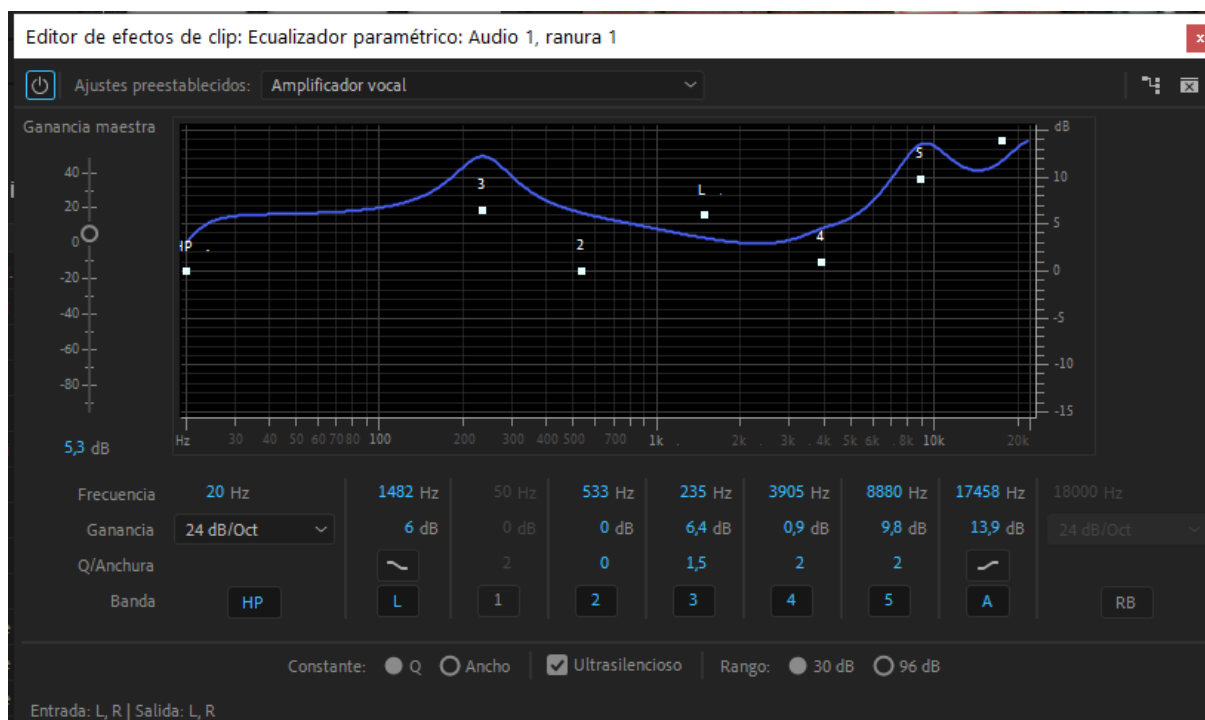 Editor de efectos de clip: Ecualizador paramétrico: Audio 1, ranura 1
x
Ajustes preestablecidos: Amplificador vocal
Ganancia maestra
40
20
0
-20
-40
-60
-80
5,3 dB
dB
10
5
0
-5
-10
-15
HP
3
2
L
4
5
Hz 30 40 50 60 70 80 100 200 300 400 500 700 1k 2k 3k 4k 5k 6k 8k 10k 20k
Frecuencia 20 Hz 1482 Hz 50 Hz 533 Hz 235 Hz 3905 Hz 8880 Hz 17458 Hz 18000 Hz
Ganancia 24 dB/Oct 6 dB 0 dB 0 dB 6,4 dB 0,9 dB 9,8 dB 13,9 dB 24 dB/Oct
Q/Anchura 2 0 1,5 2 2
Banda HP L 1 2 3 4 5 A RB
Constante: Q Ancho Ultrasilencioso Rango: 30 dB 96 dB
Entrada: L, R | Salida: L, R